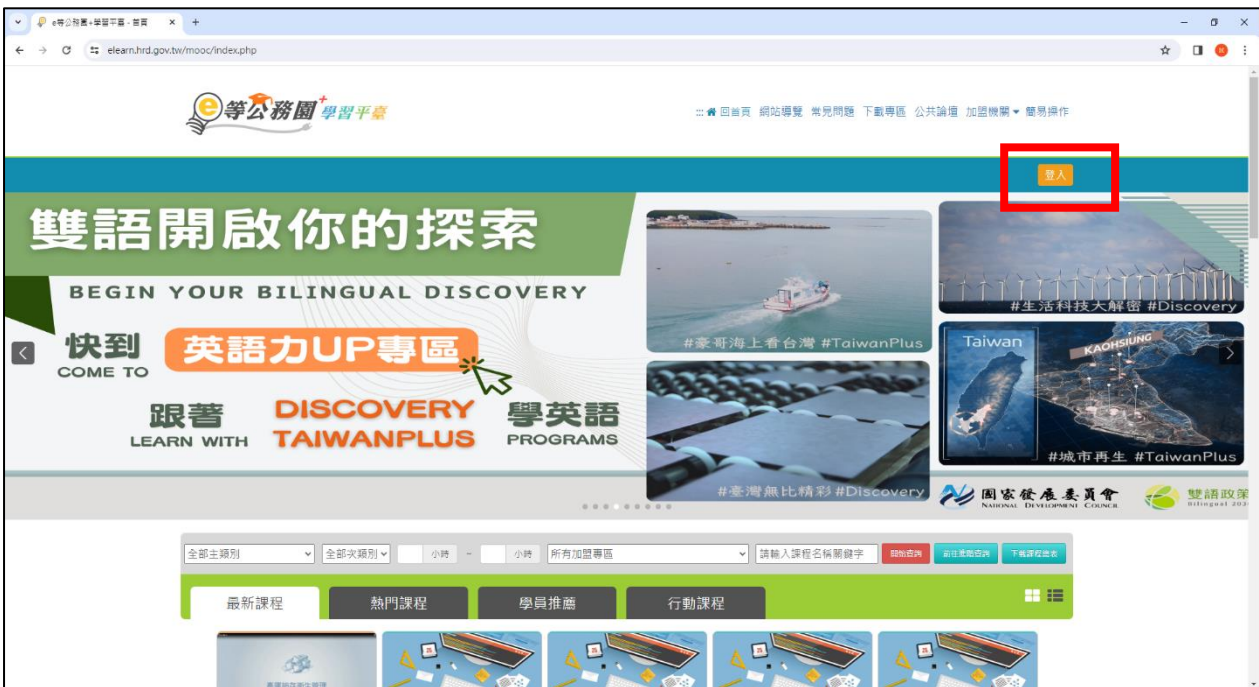 e等公務園+學習平臺 - 首頁
elearn.hrd.gov.tw/mooc/index.php
e等公務園+學習平臺
::: 回首頁 網站導覽 常見問題 下載專區 公共論壇 加盟機關 簡易操作
登入
雙語開啟你的探索
BEGIN YOUR BILINGUAL DISCOVERY
快到 英語力UP專區
COME TO
跟著 DISCOVERY 學英語
LEARN WITH TAIWANPLUS PROGRAMS
#豪哥海上看台灣 #TaiwanPlus
#生活科技大解密 #Discovery
Taiwan
KAOHSIUNG
#臺灣無比精彩 #Discovery
#城市再生 #TaiwanPlus
國家發展委員會
NATIONAL DEVELOPMENT COUNCIL
雙語政策
Bilingual 203
全部主類別 全部次類別 小時 ~ 小時 所有加盟專區 請輸入課程名稱關鍵字 開始查詢 前往進階查詢 下載課程總表
最新課程 熱門課程 學員推薦 行動課程